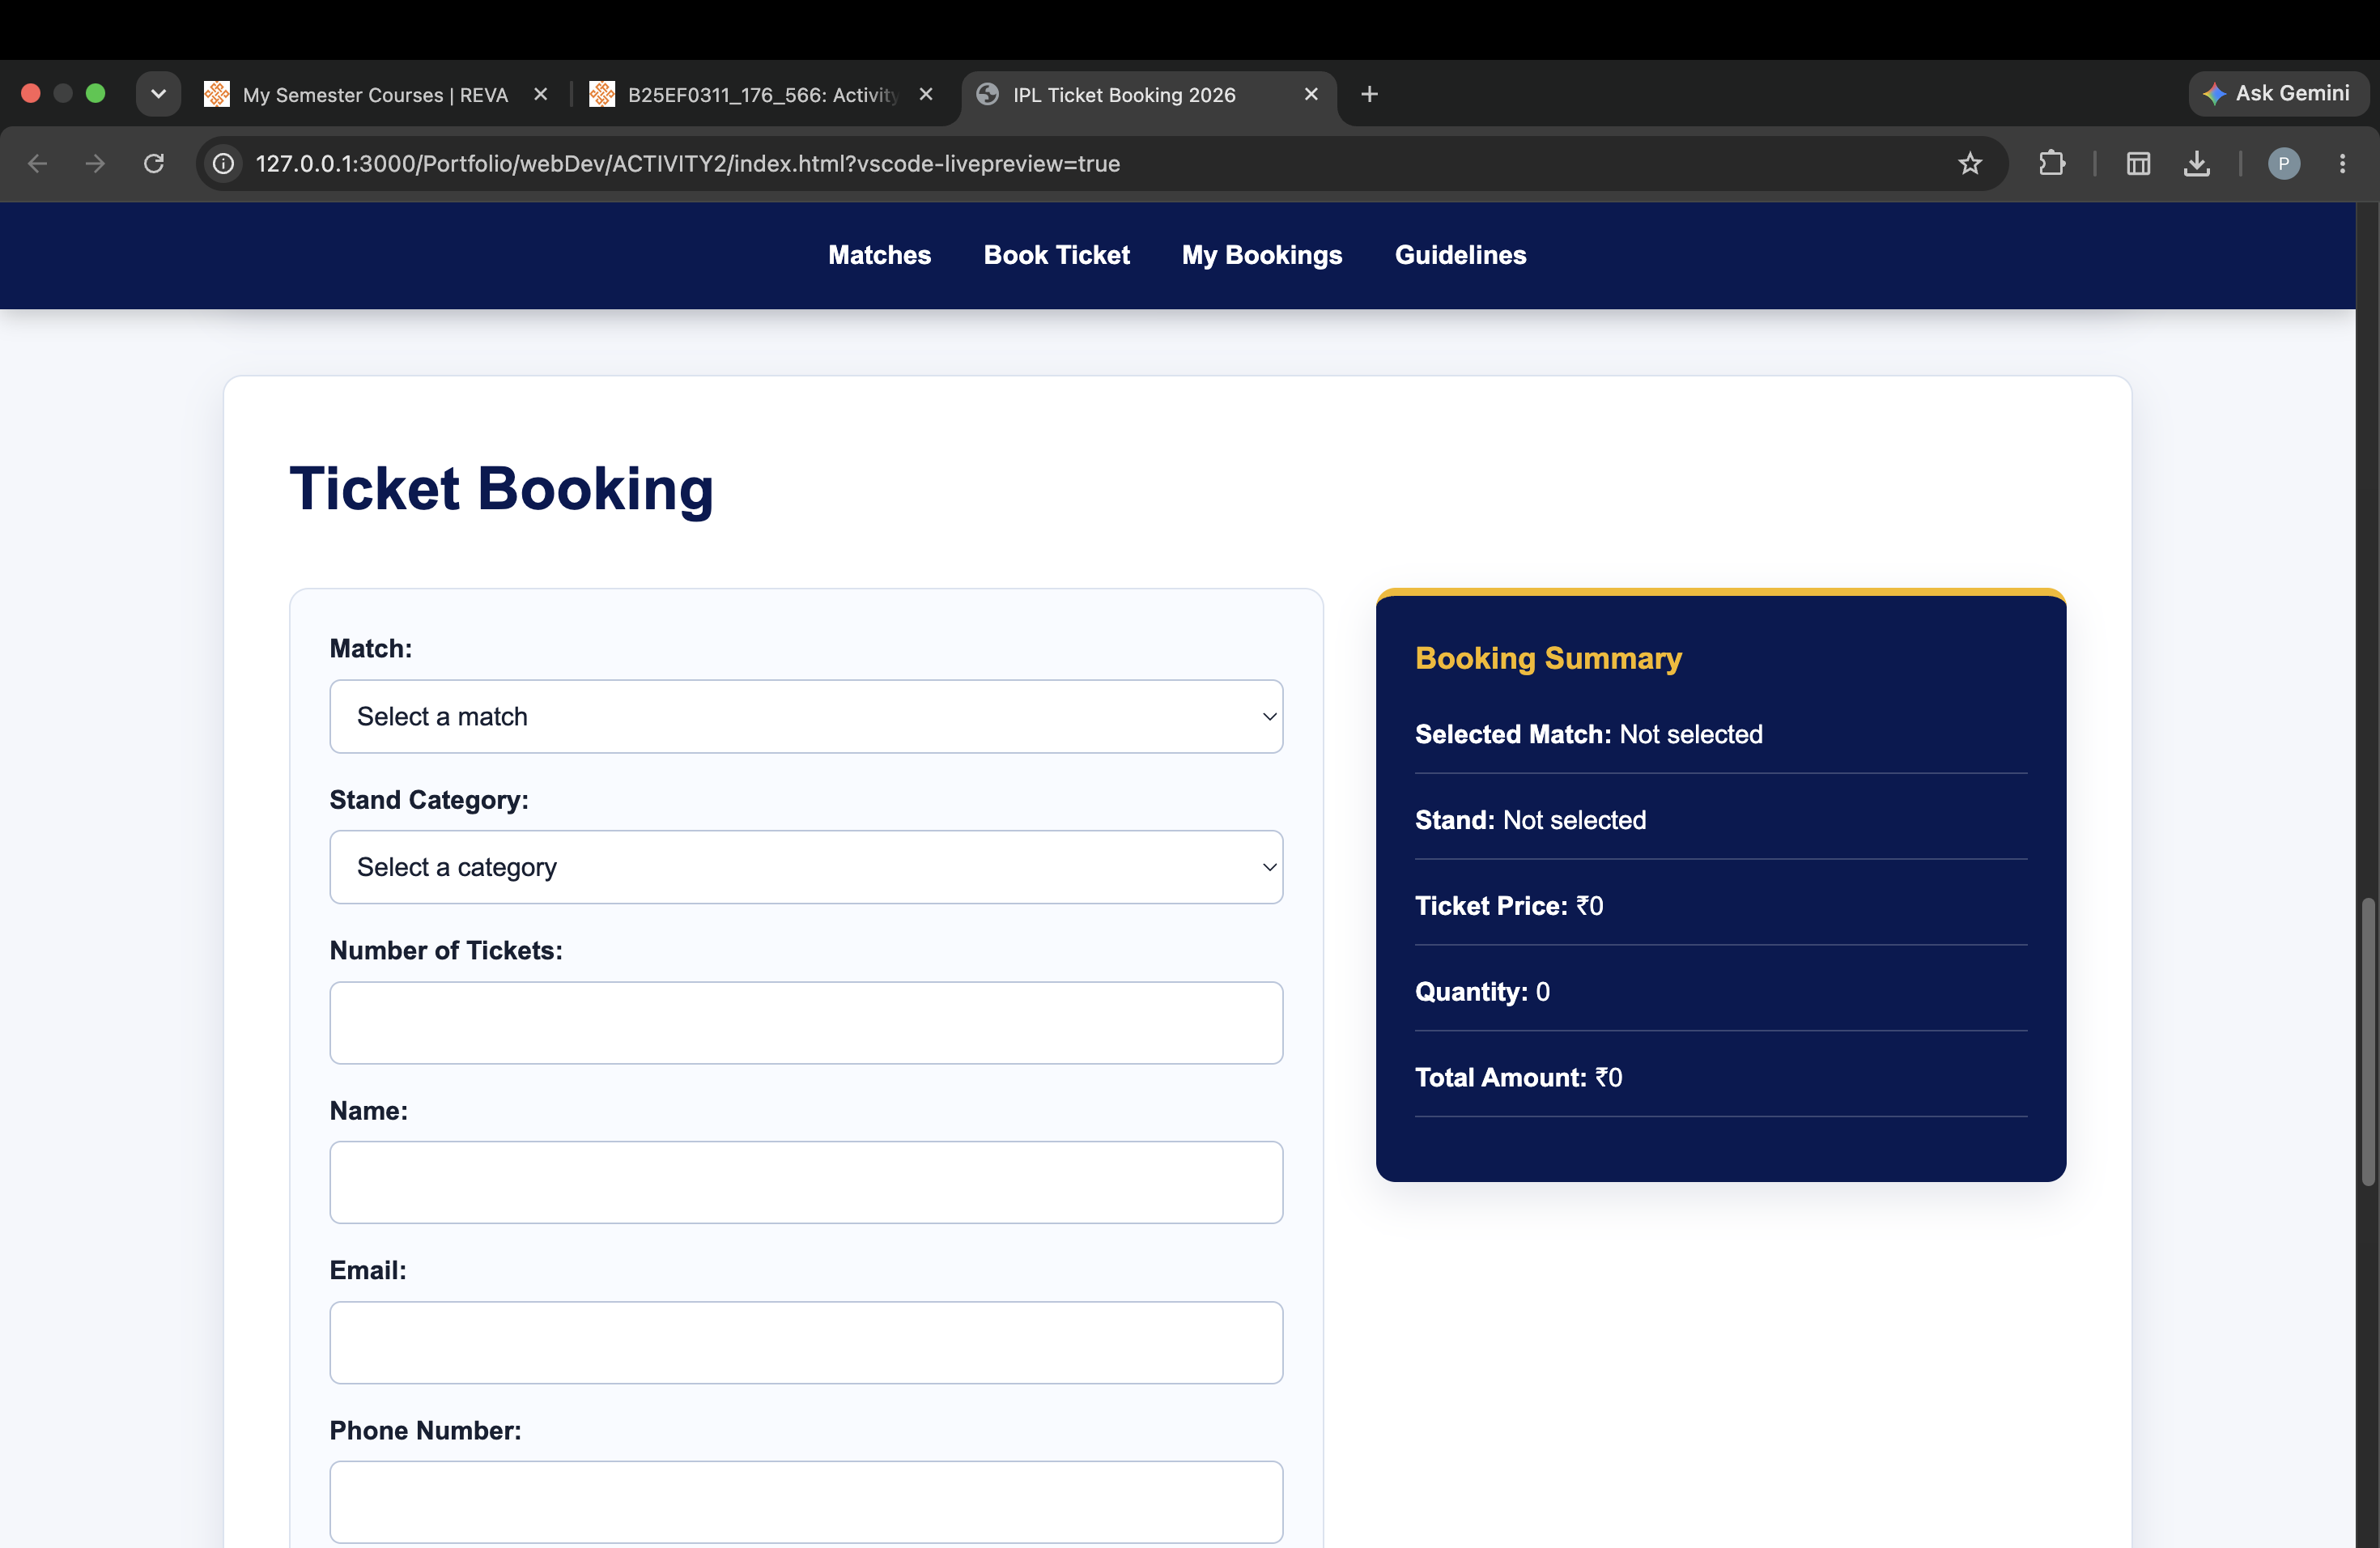 My Semester Courses | REVA
B25EF0311_176_566: Activity
IPL Ticket Booking 2026
Ask Gemini
127.0.0.1:3000/Portfolio/webDev/ACTIVITY2/index.html?vscode-livepreview=true
P
Matches Book Ticket My Bookings Guidelines
Ticket Booking
Match:
Select a match
Stand Category:
Select a category
Number of Tickets:
Name:
Email:
Phone Number:
Booking Summary
Selected Match: Not selected
Stand: Not selected
Ticket Price: ₹0
Quantity: 0
Total Amount: ₹0